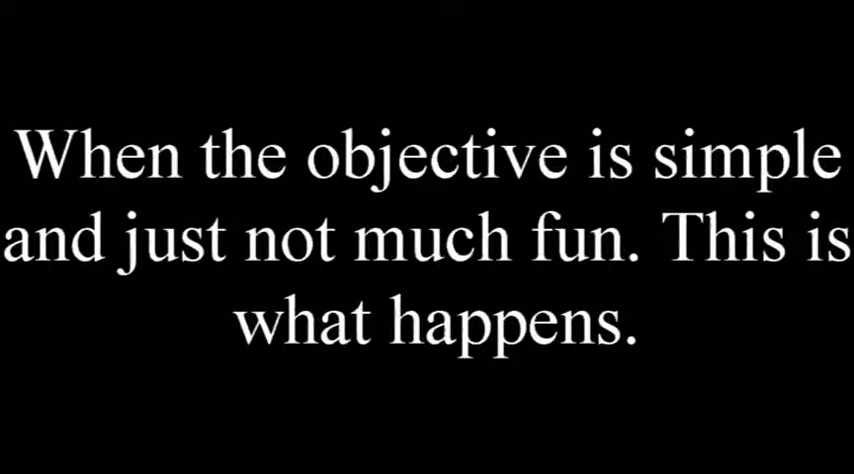 When the objective is simple
and just not much fun. This is
what happens.